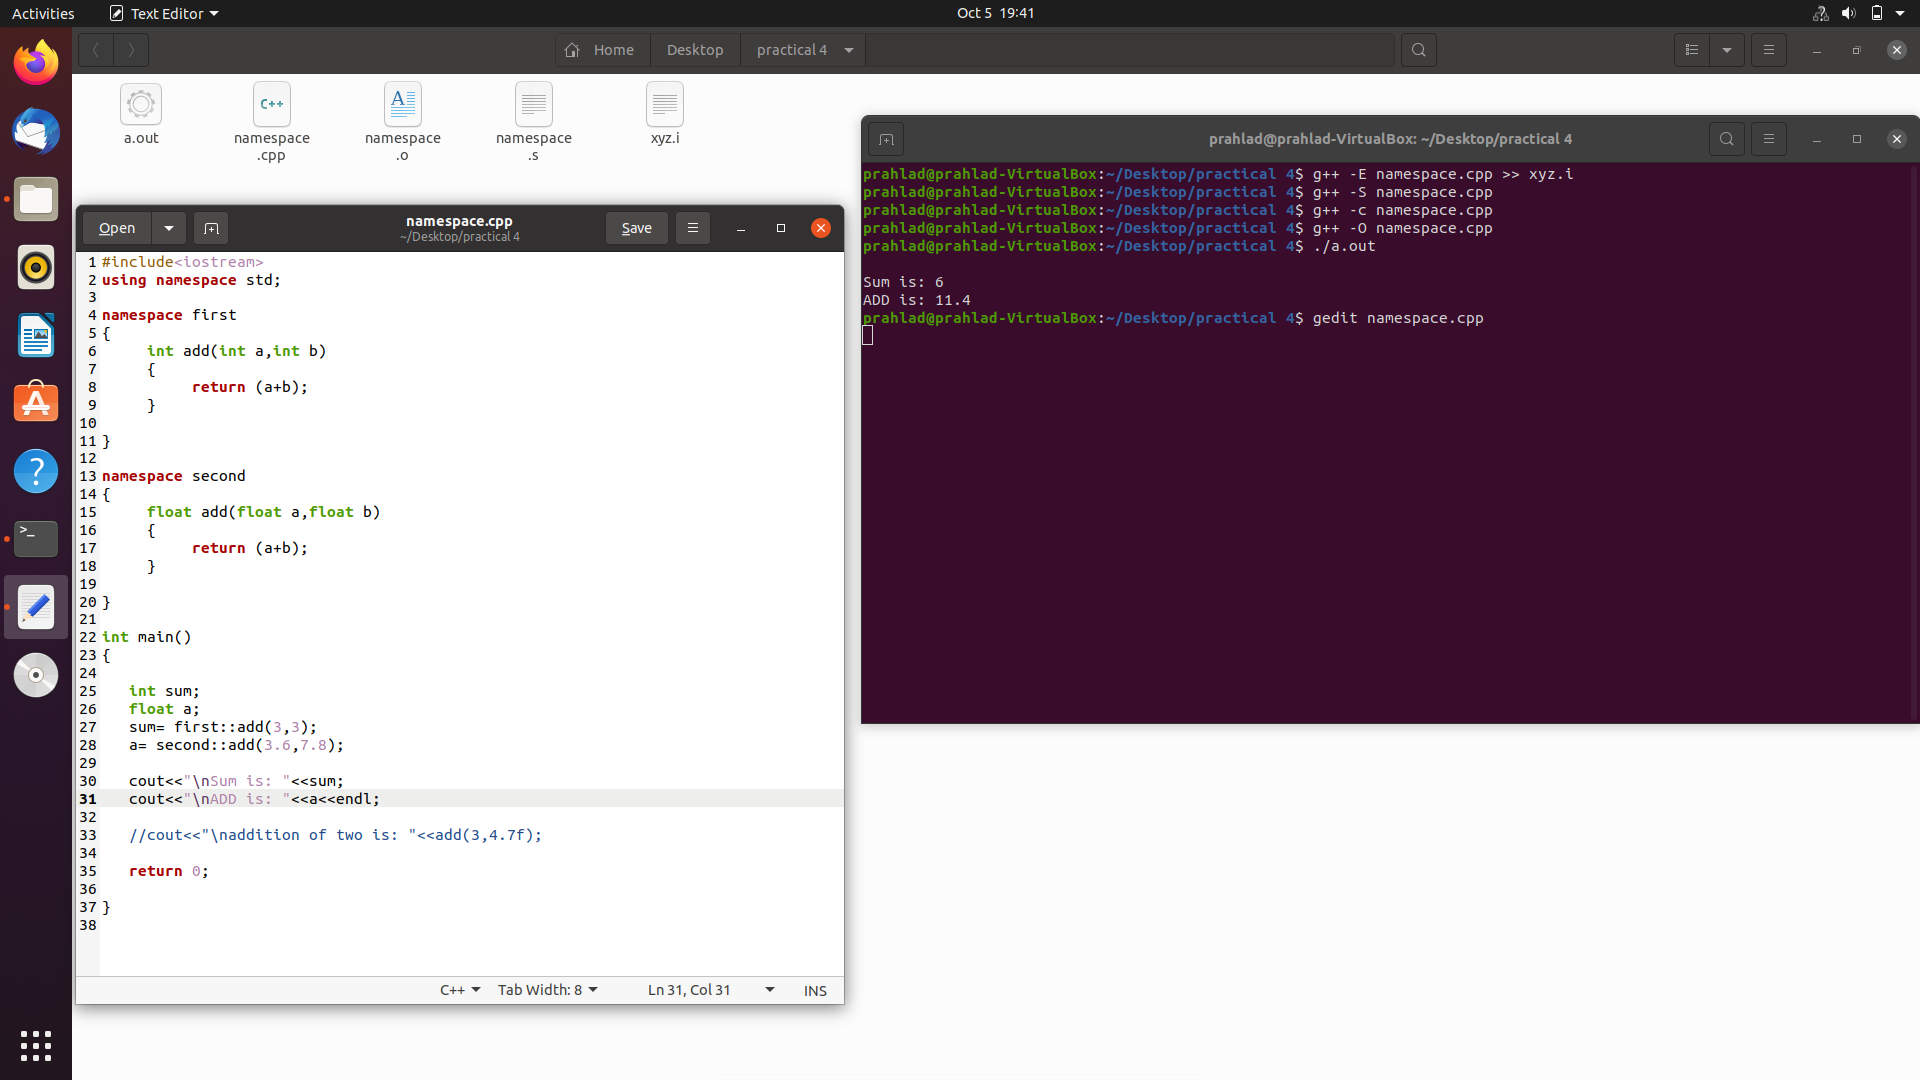 Activities Text Editor Oct 5 19:41
Home Desktop practical 4
a.out
namespace
.cpp
C++
namespace
.o
A
namespace
.s
xyz.i
Open namespace.cpp Save
~/Desktop/practical 4
1 #include<iostream>
2 using namespace std;
3
4 namespace first
5 {
6      int add(int a,int b)
7      {
8           return (a+b);
9      }
10
11 }
12
13 namespace second
14 {
15      float add(float a,float b)
16      {
17           return (a+b);
18      }
19
20 }
21
22 int main()
23 {
24
25    int sum;
26    float a;
27    sum= first::add(3,3);
28    a= second::add(3.6,7.8);
29
30    cout<<"\nSum is: "<<sum;
31    cout<<"\nADD is: "<<a<<endl;
32
33    //cout<<"\naddition of two is: "<<add(3,4.7f);
34
35    return 0;
36
37 }
38
C++ Tab Width: 8 Ln 31, Col 31 INS
prahlad@prahlad-VirtualBox: ~/Desktop/practical 4
prahlad@prahlad-VirtualBox:~/Desktop/practical 4$ g++ -E namespace.cpp >> xyz.i
prahlad@prahlad-VirtualBox:~/Desktop/practical 4$ g++ -S namespace.cpp
prahlad@prahlad-VirtualBox:~/Desktop/practical 4$ g++ -c namespace.cpp
prahlad@prahlad-VirtualBox:~/Desktop/practical 4$ g++ -O namespace.cpp
prahlad@prahlad-VirtualBox:~/Desktop/practical 4$ ./a.out
Sum is: 6
ADD is: 11.4
prahlad@prahlad-VirtualBox:~/Desktop/practical 4$ gedit namespace.cpp